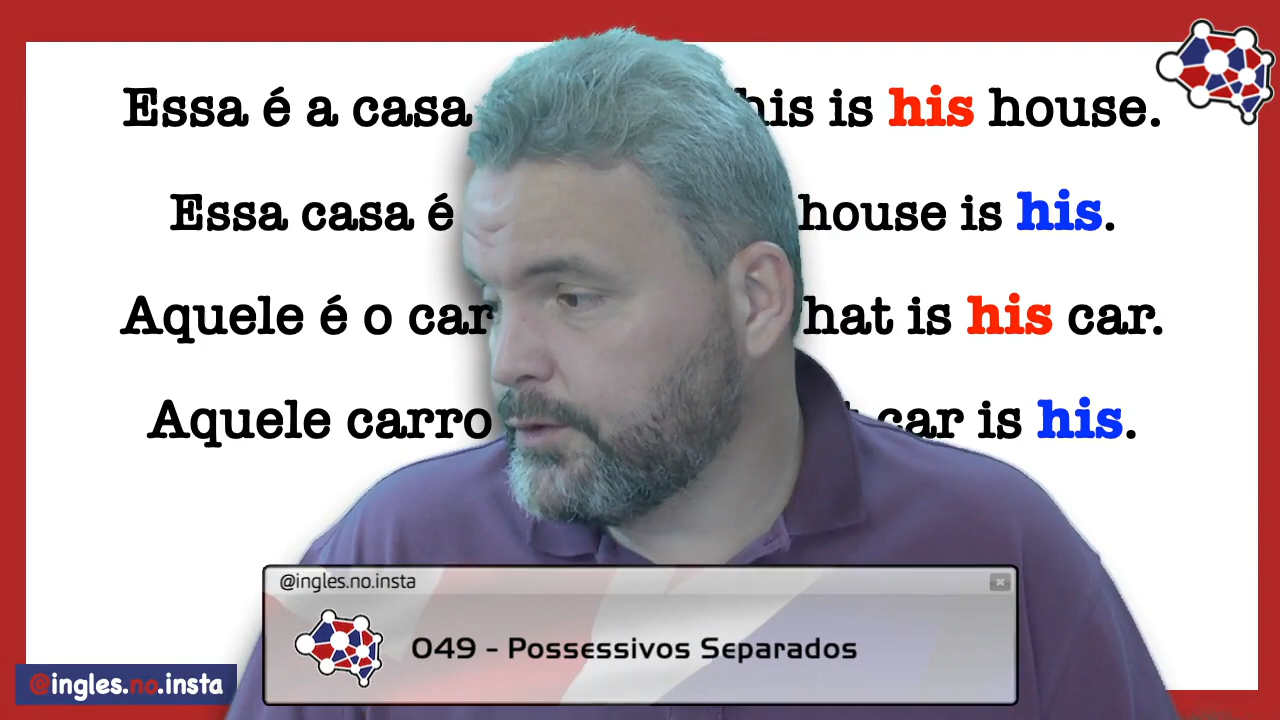 Essa é a casa his is his house.
Essa casa é house is his.
Aquele é o car hat is his car.
Aquele carro car is his.
@ingles.no.insta
049 - Possessivos Separados
@ingles.no.insta